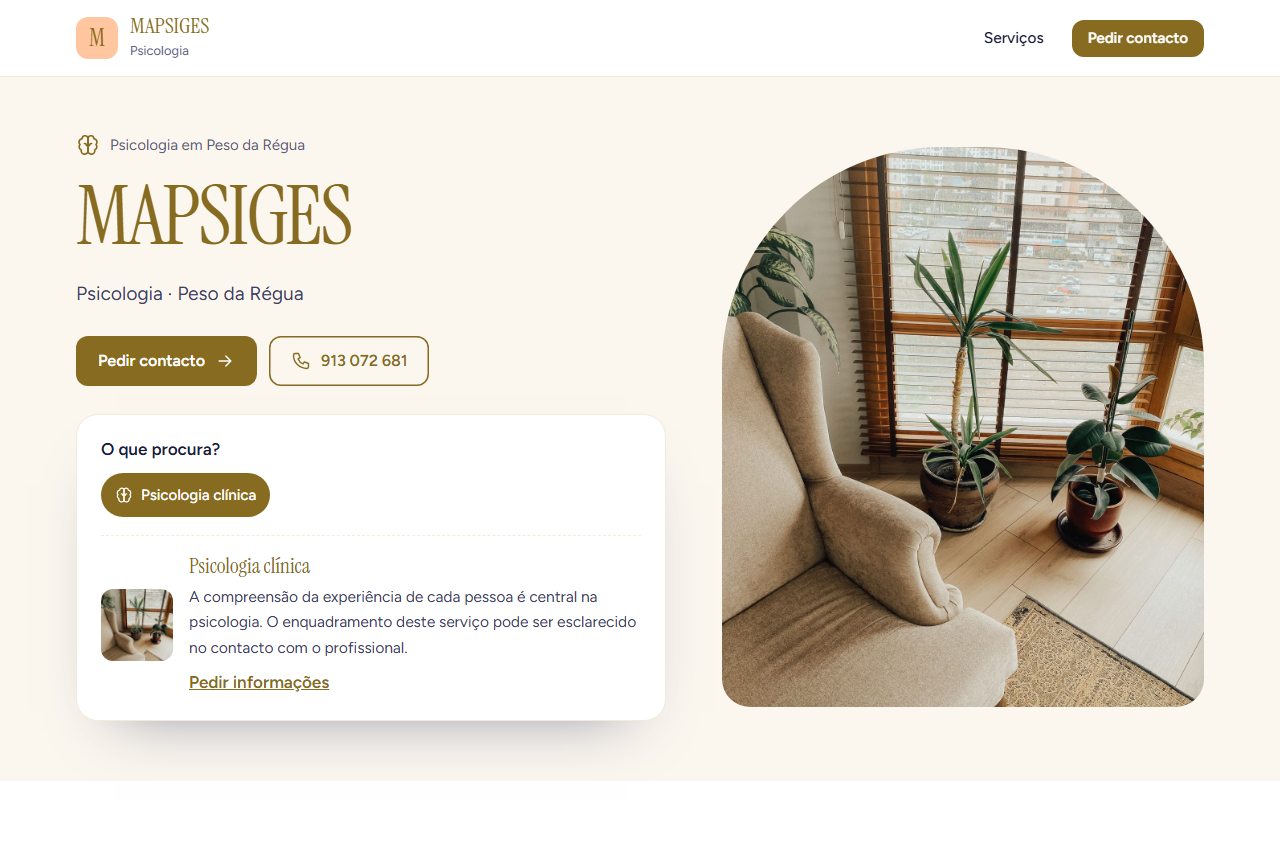 M
MAPSIGES
Psicologia
Serviços
Pedir contacto
Psicologia em Peso da Régua
MAPSIGES
Psicologia · Peso da Régua
Pedir contacto
913 072 681
O que procura?
Psicologia clínica
Psicologia clínica
A compreensão da experiência de cada pessoa é central na
psicologia. O enquadramento deste serviço pode ser esclarecido
no contacto com o profissional.
Pedir informações